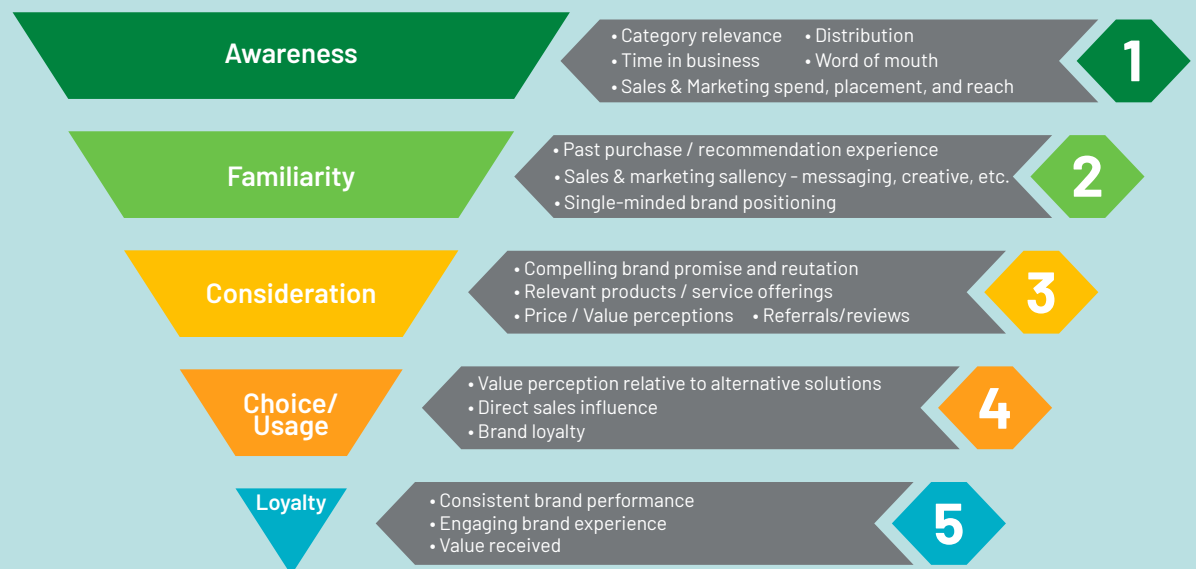 Awareness
• Category relevance • Distribution
• Time in business • Word of mouth
• Sales & Marketing spend, placement, and reach
1
Familiarity
• Past purchase / recommendation experience
• Sales & marketing sallency - messaging, creative, etc.
• Single-minded brand positioning
2
Consideration
• Compelling brand promise and reutation
• Relevant products / service offerings
• Price / Value perceptions • Referrals/reviews
3
Choice/
Usage
• Value perception relative to alternative solutions
• Direct sales influence
• Brand loyalty
4
Loyalty
• Consistent brand performance
• Engaging brand experience
• Value received
5